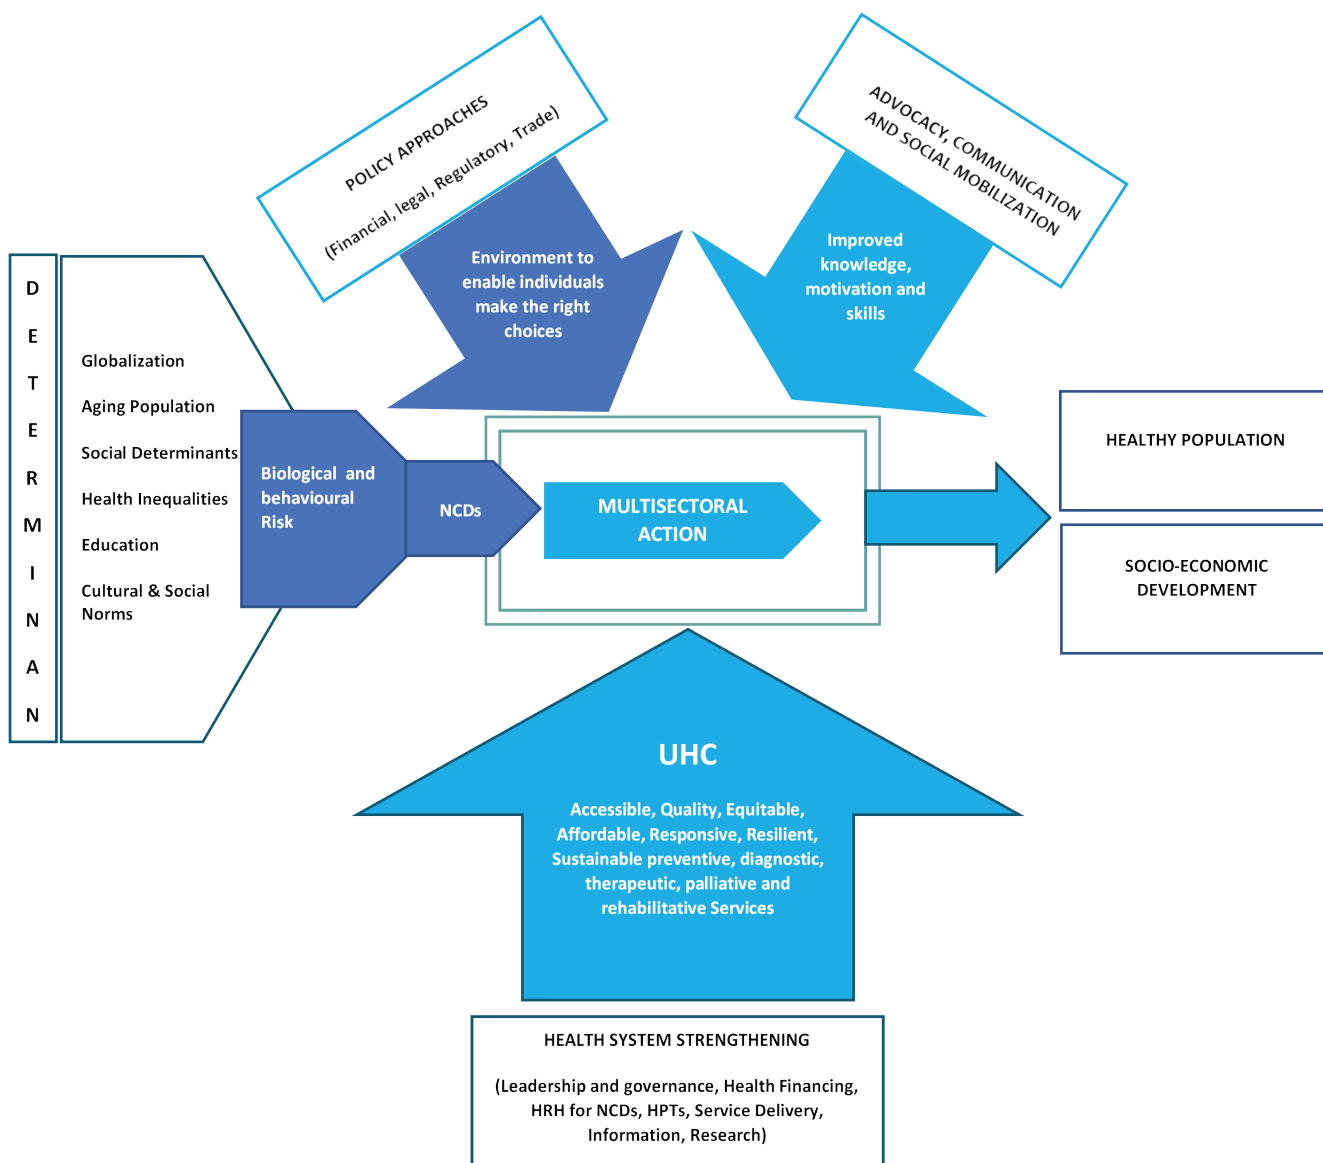 POLICY APPROACHES
(Financial, legal, Regulatory, Trade)
ADVOCACY, COMMUNICATION
AND SOCIAL MOBILIZATION
Environment to
enable individuals
make the right
choices
Improved
knowledge,
motivation and
skills
D
E
T
E
R
M
I
N
A
N
Globalization
Aging Population
Social Determinants
Health Inequalities
Education
Cultural & Social
Norms
Biological and
behavioural
Risk
NCDs
MULTISECTORAL
ACTION
HEALTHY POPULATION
SOCIO-ECONOMIC
DEVELOPMENT
UHC
Accessible, Quality, Equitable,
Affordable, Responsive, Resilient,
Sustainable preventive, diagnostic,
therapeutic, palliative and
rehabilitative Services
HEALTH SYSTEM STRENGTHENING
(Leadership and governance, Health Financing,
HRH for NCDs, HPTs, Service Delivery,
Information, Research)